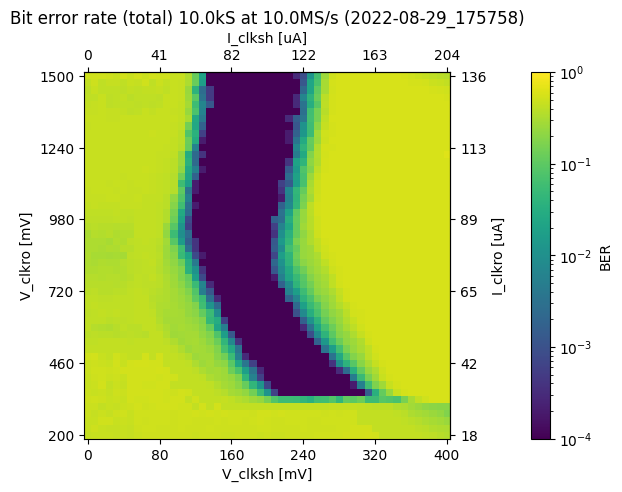 Bit error rate (total) 10.0kS at 10.0MS/s (2022-08-29_175758)
I_clksh [uA]
0 41 82 122 163 204
1500 1240 980 720 460 200
V_clkro [mV]
136 113 89 65 42 18
I_clkro [uA]
10^0 10^-1 10^-2 10^-3 10^-4
BER
0 80 160 240 320 400
V_clksh [mV]